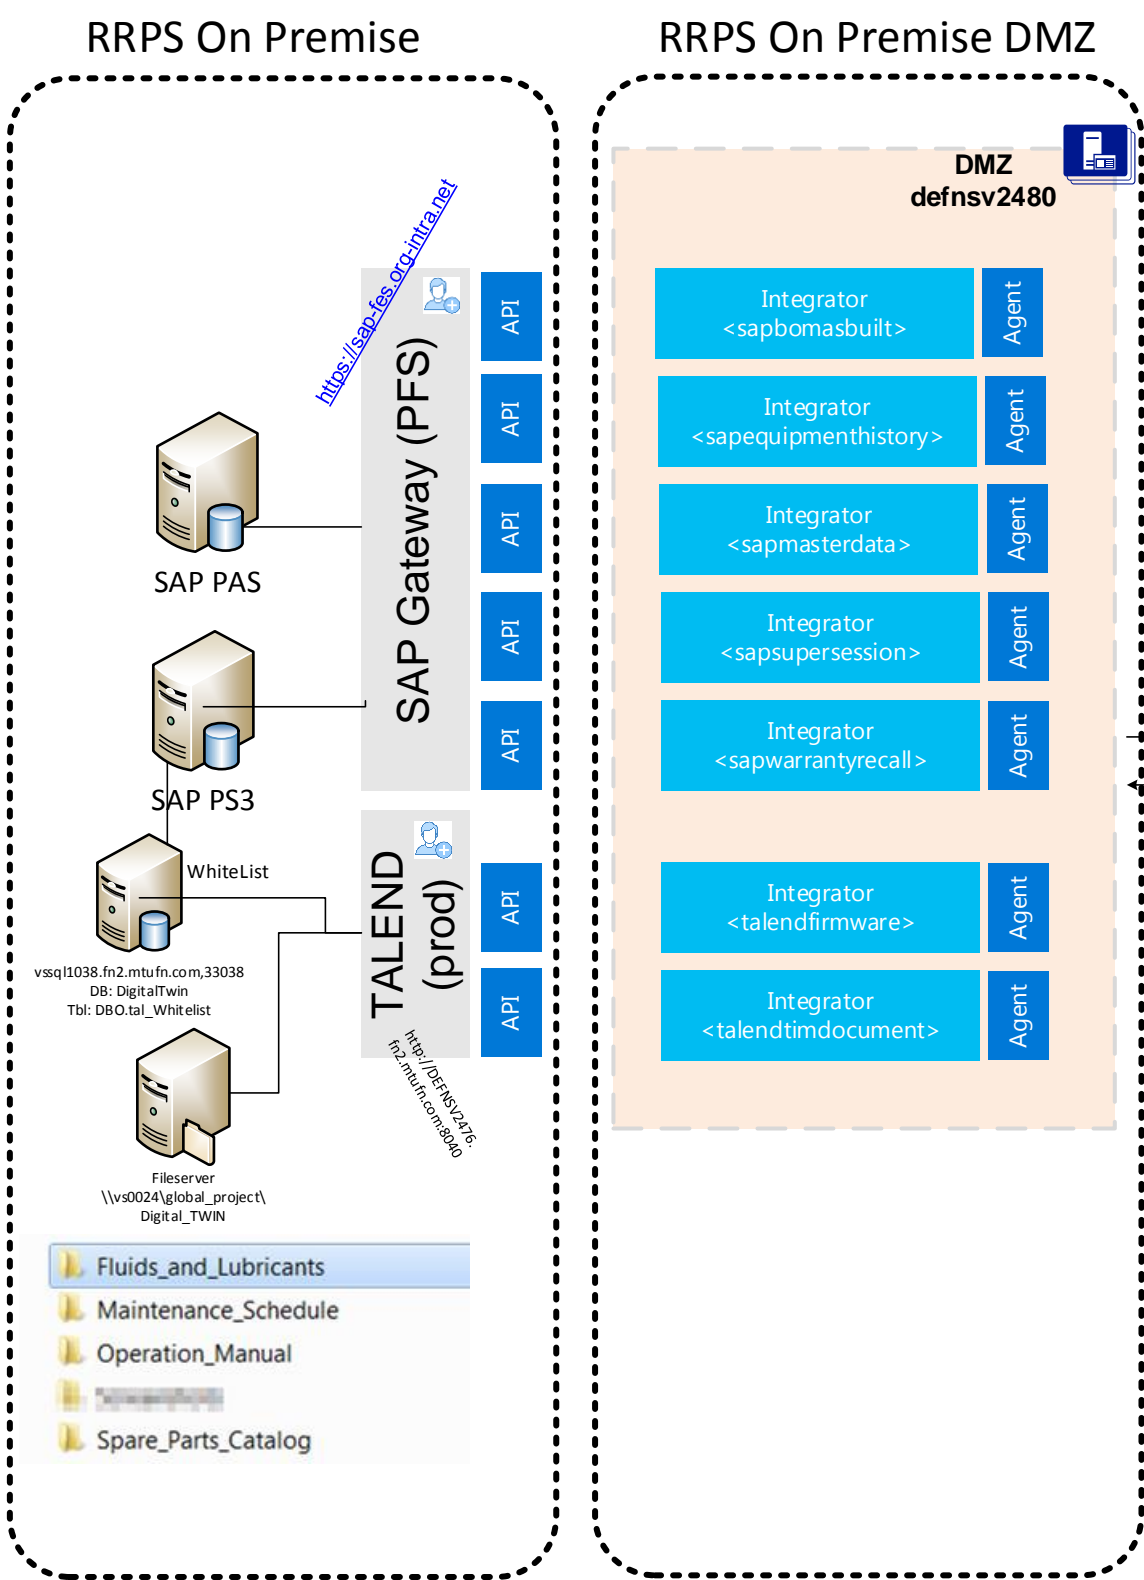 RRPS On Premise
https://sap-fes.org-intra.net
SAP Gateway (PFS)
API
API
API
API
API
SAP PAS
SAP PS3
WhiteList
vssql1038.fn2.mtufn.com,33038
DB: DigitalTwin
Tbl: DBO.tal_Whitelist
TALEND
(prod)
API
API
http://DEFNSV2476.
fn2.mtufn.com:8040
Fileserver
\\vs0024\global_project\
Digital_TWIN
Fluids_and_Lubricants
Maintenance_Schedule
Operation_Manual
Spare_Parts_Catalog
RRPS On Premise DMZ
DMZ
defnsv2480
Integrator
<sapbomasbuilt>
Agent
Integrator
<sapequipmenthistory>
Agent
Integrator
<sapmasterdata>
Agent
Integrator
<sapsupersession>
Agent
Integrator
<sapwarrantyrecall>
Agent
Integrator
<talendfirmware>
Agent
Integrator
<talendtimdocument>
Agent